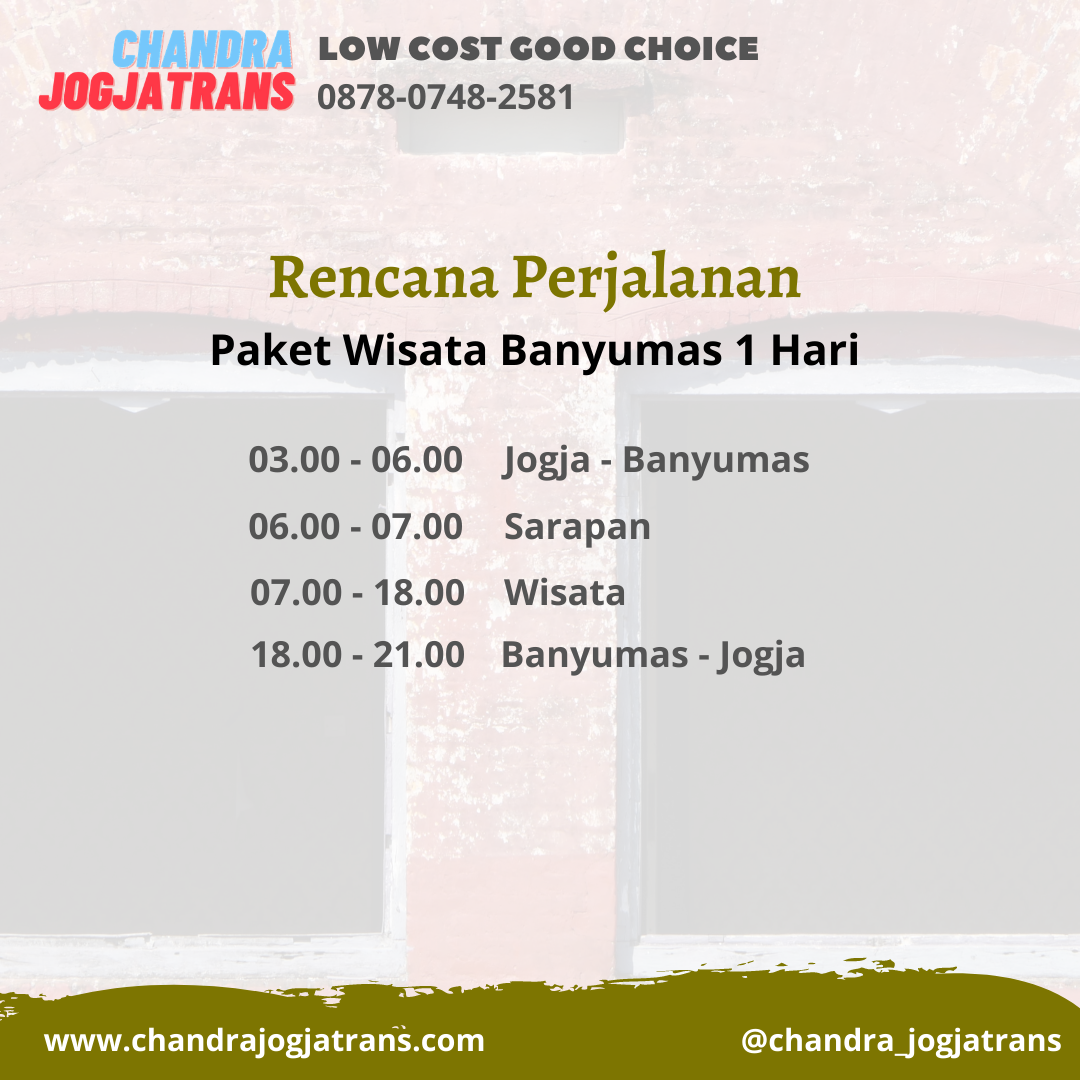 CHANDRA
JOGJATRANS
LOW COST GOOD CHOICE
0878-0748-2581
Rencana Perjalanan
Paket Wisata Banyumas 1 Hari
03.00 - 06.00 Jogja - Banyumas
06.00 - 07.00 Sarapan
07.00 - 18.00 Wisata
18.00 - 21.00 Banyumas - Jogja
www.chandrajogjatrans.com
@chandra_jogjatrans